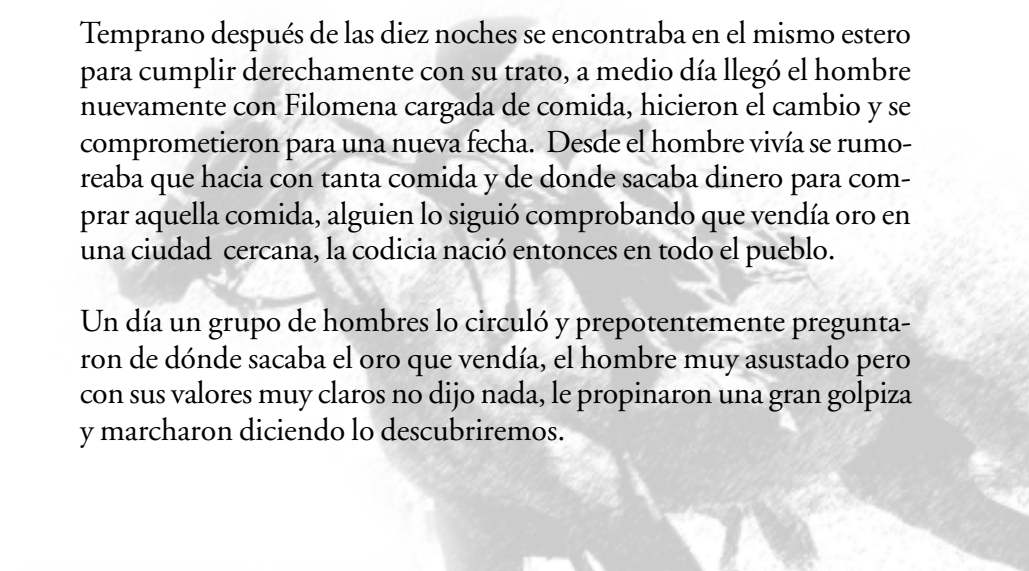 Temprano después de las diez noches se encontraba en el mismo estero
para cumplir derechamente con su trato, a medio día llegó el hombre
nuevamente con Filomena cargada de comida, hicieron el cambio y se
comprometieron para una nueva fecha.  Desde el hombre vivía se rumo-
reaba que hacia con tanta comida y de donde sacaba dinero para com-
prar aquella comida, alguien lo siguió comprobando que vendía oro en
una ciudad  cercana, la codicia nació entonces en todo el pueblo.
Un día un grupo de hombres lo circuló y prepotentemente pregunta-
ron de dónde sacaba el oro que vendía, el hombre muy asustado pero
con sus valores muy claros no dijo nada, le propinaron una gran golpiza
y marcharon diciendo lo descubriremos.